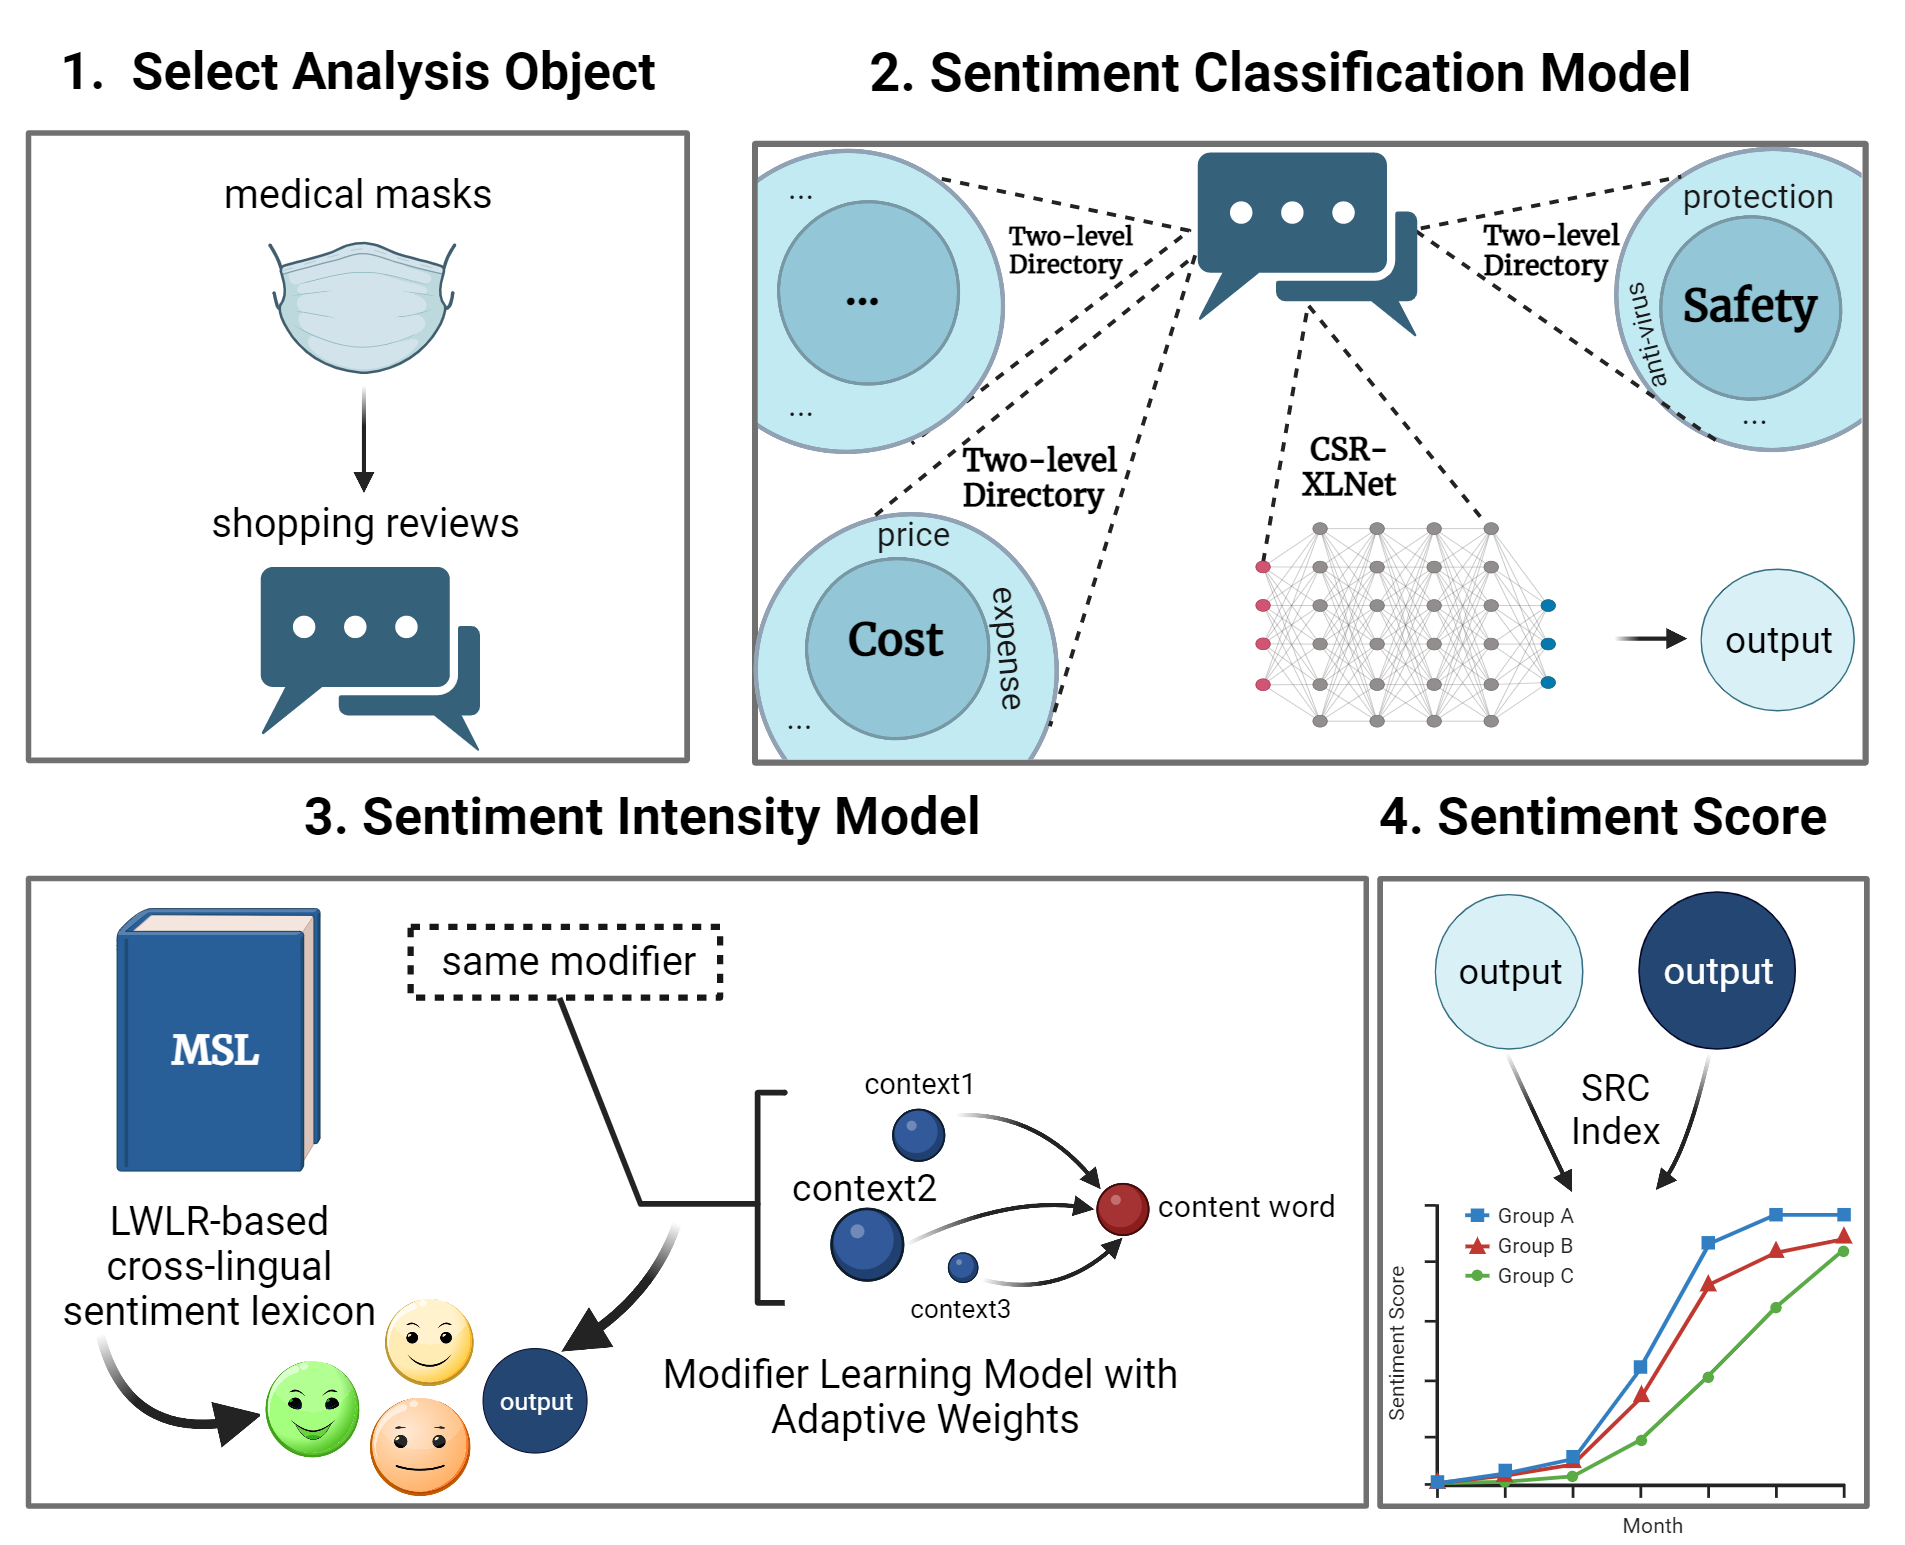 1. Select Analysis Object
medical masks
shopping reviews
2. Sentiment Classification Model
...
...
...
Two-level
Directory
Two-level
Directory
protection
anti-virus
Safety
...
Two-level
Directory
price
expense
Cost
...
CSR-
XLNet
output
3. Sentiment Intensity Model
MSL
LWLR-based
cross-lingual
sentiment lexicon
same modifier
context1
context2
context3
content word
output
Modifier Learning Model with
Adaptive Weights
4. Sentiment Score
output
output
SRC
Index
Group A
Group B
Group C
Sentiment Score
Month